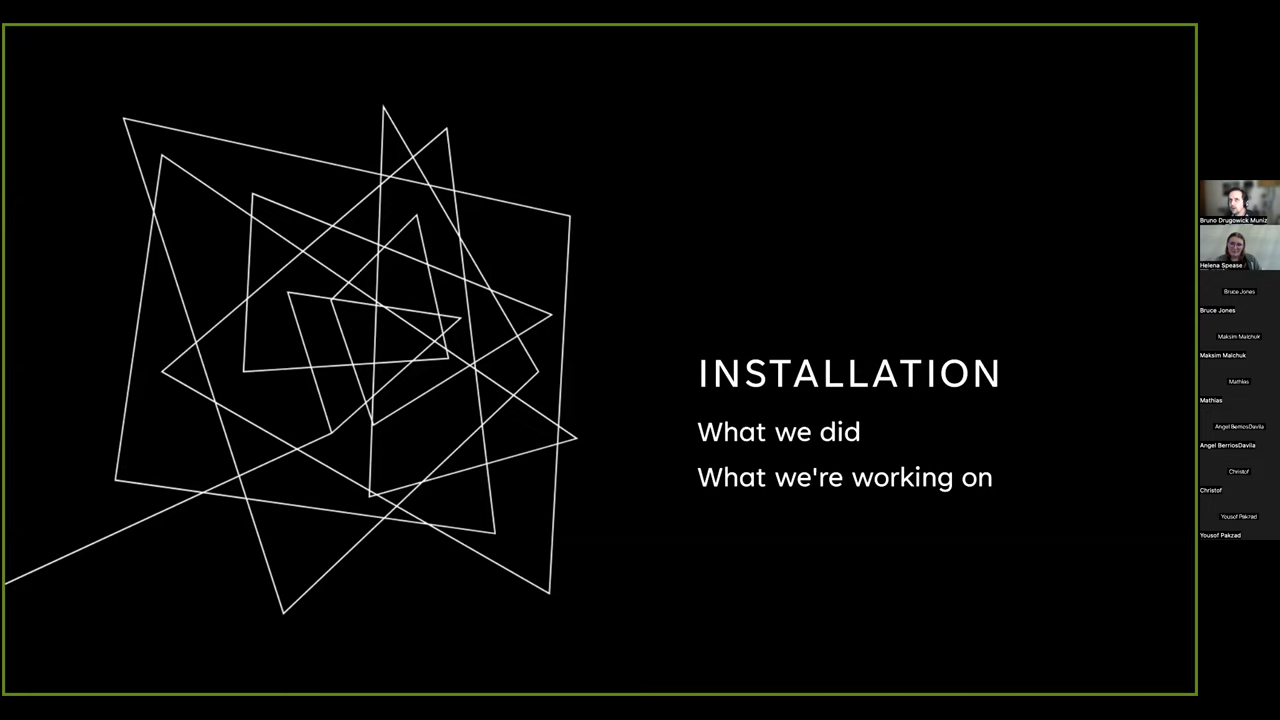 INSTALLATION
What we did
What we're working on
Bruno Drugowick Muniz
Helena Spease
Bruce Jones
Bruce Jones
Maksim Malchuk
Maksim Malchuk
Mathias
Mathias
Angel BerriosDavila
Angel BerriosDavila
Christof
Christof
Yousof Pakzad
Yousof Pakzad